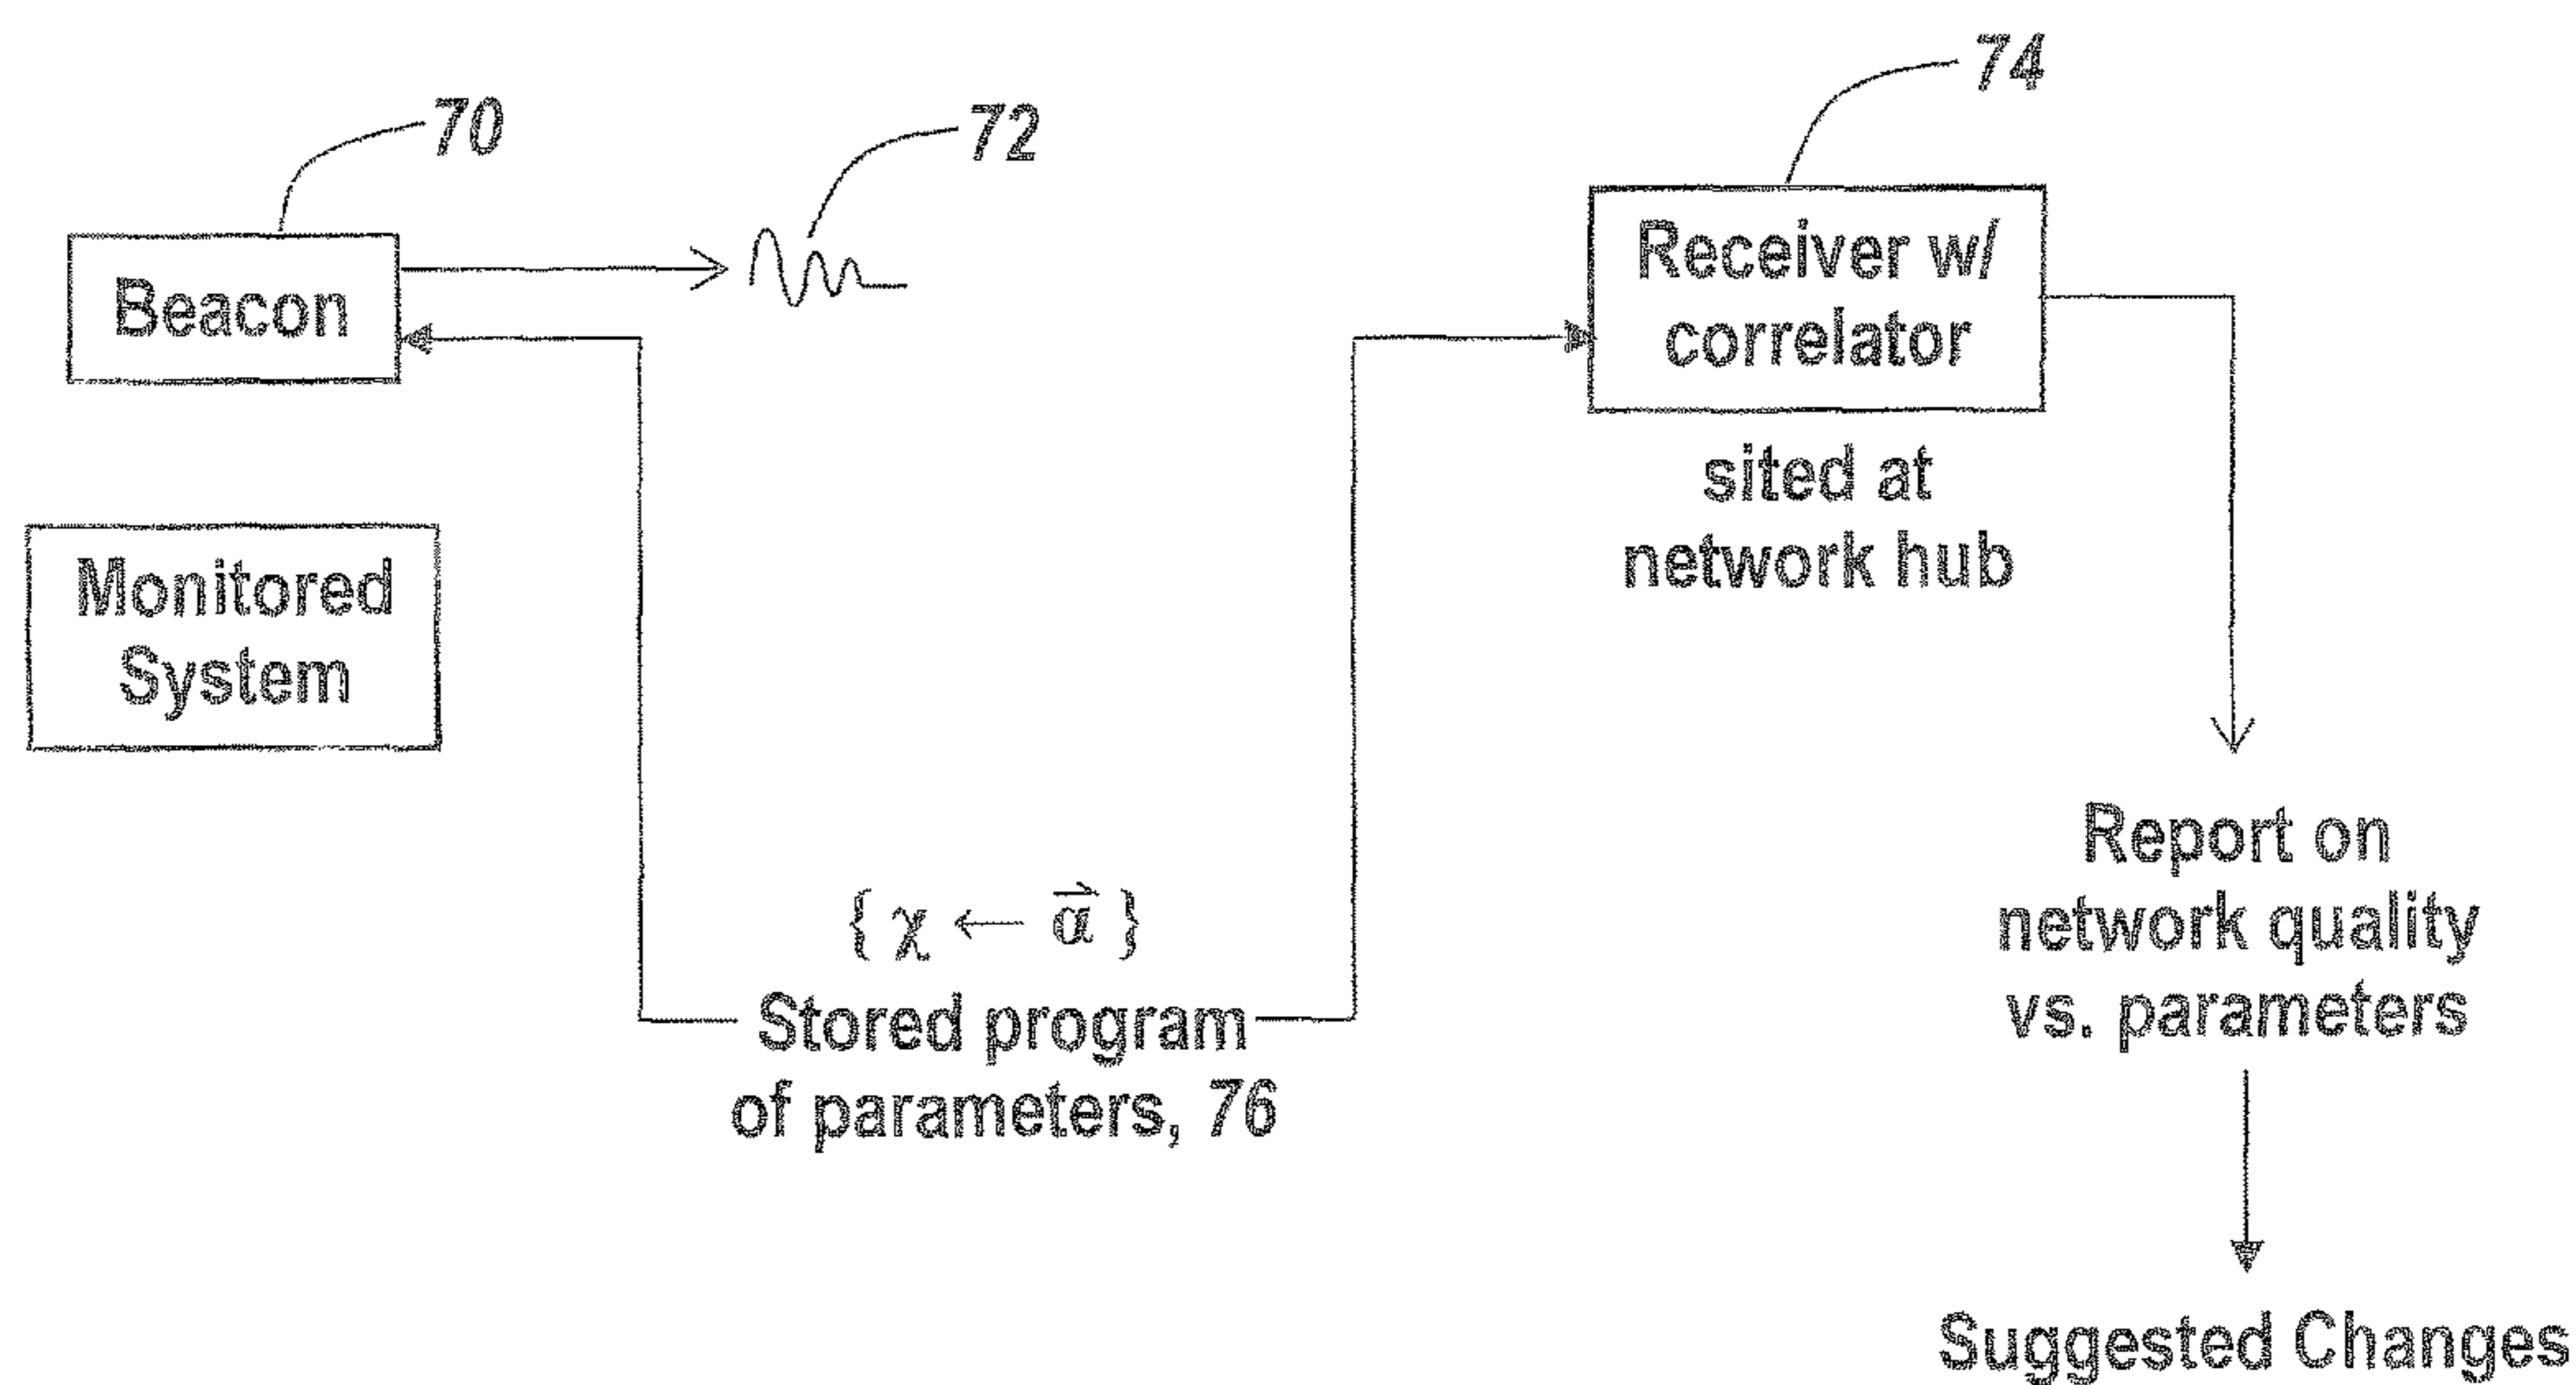 70
72
74
Beacon
Receiver w/
correlator
sited at
network hub
Monitored
System
{ χ ← α⃗ }
Stored program
of parameters, 76
Report on
network quality
vs. parameters
Suggested Changes